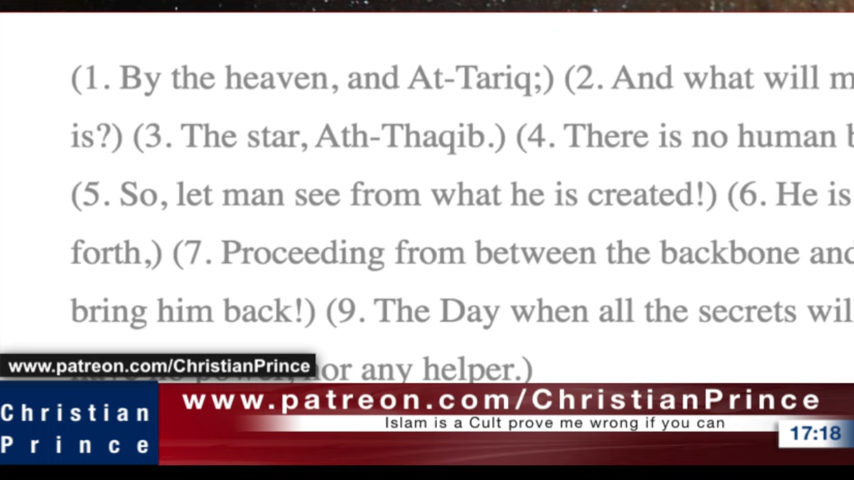 (1. By the heaven, and At-Tariq;) (2. And what will m
is?) (3. The star, Ath-Thaqib.) (4. There is no human b
(5. So, let man see from what he is created!) (6. He is
forth,) (7. Proceeding from between the backbone and
bring him back!) (9. The Day when all the secrets wil
have no power, nor any helper.)
www.patreon.com/ChristianPrince
Christian
Prince
www.patreon.com/ChristianPrince
Islam is a Cult prove me wrong if you can
17:18